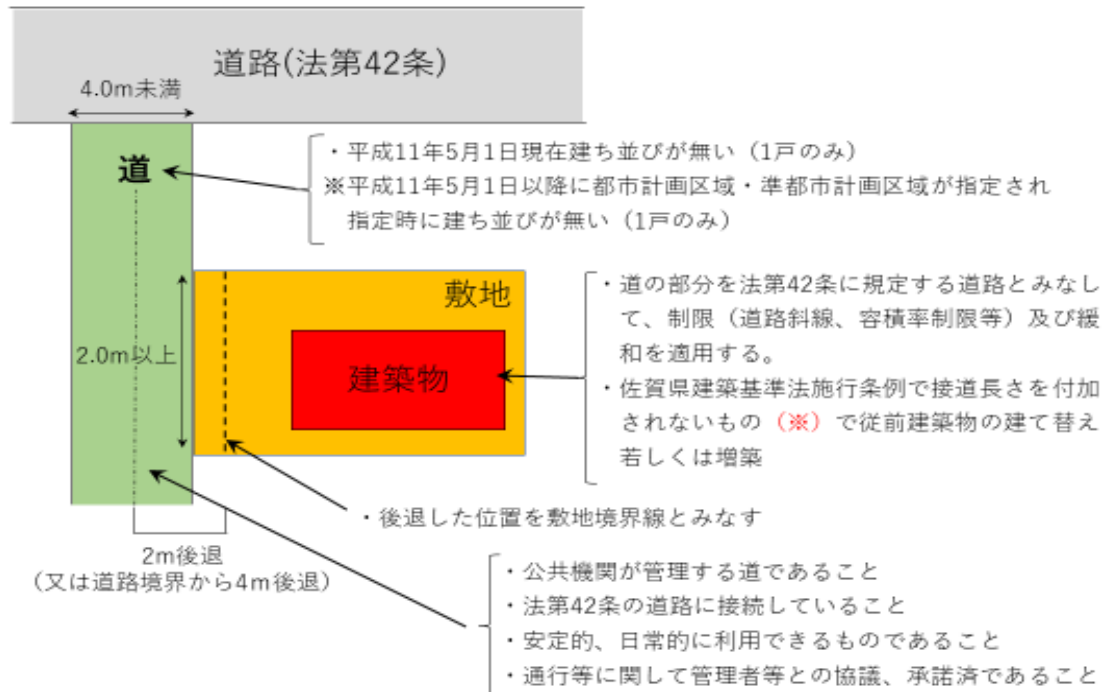 道路(法第42条)
4.0m未満
道
・平成11年5月1日現在建ち並びが無い（1戸のみ）
※平成11年5月1日以降に都市計画区域・準都市計画区域が指定され
指定時に建ち並びが無い（1戸のみ）
敷地
2.0m以上
建築物
・道の部分を法第42条に規定する道路とみなし
て、制限（道路斜線、容積率制限等）及び緩
和を適用する。
・佐賀県建築基準法施行条例で接道長さを付加
されないもの（※）で従前建築物の建て替え
若しくは増築
・後退した位置を敷地境界線とみなす
2m後退
（又は道路境界から4m後退）
・公共機関が管理する道であること
・法第42条の道路に接続していること
・安定的、日常的に利用できるものであること
・通行等に関して管理者等との協議、承諾済であること